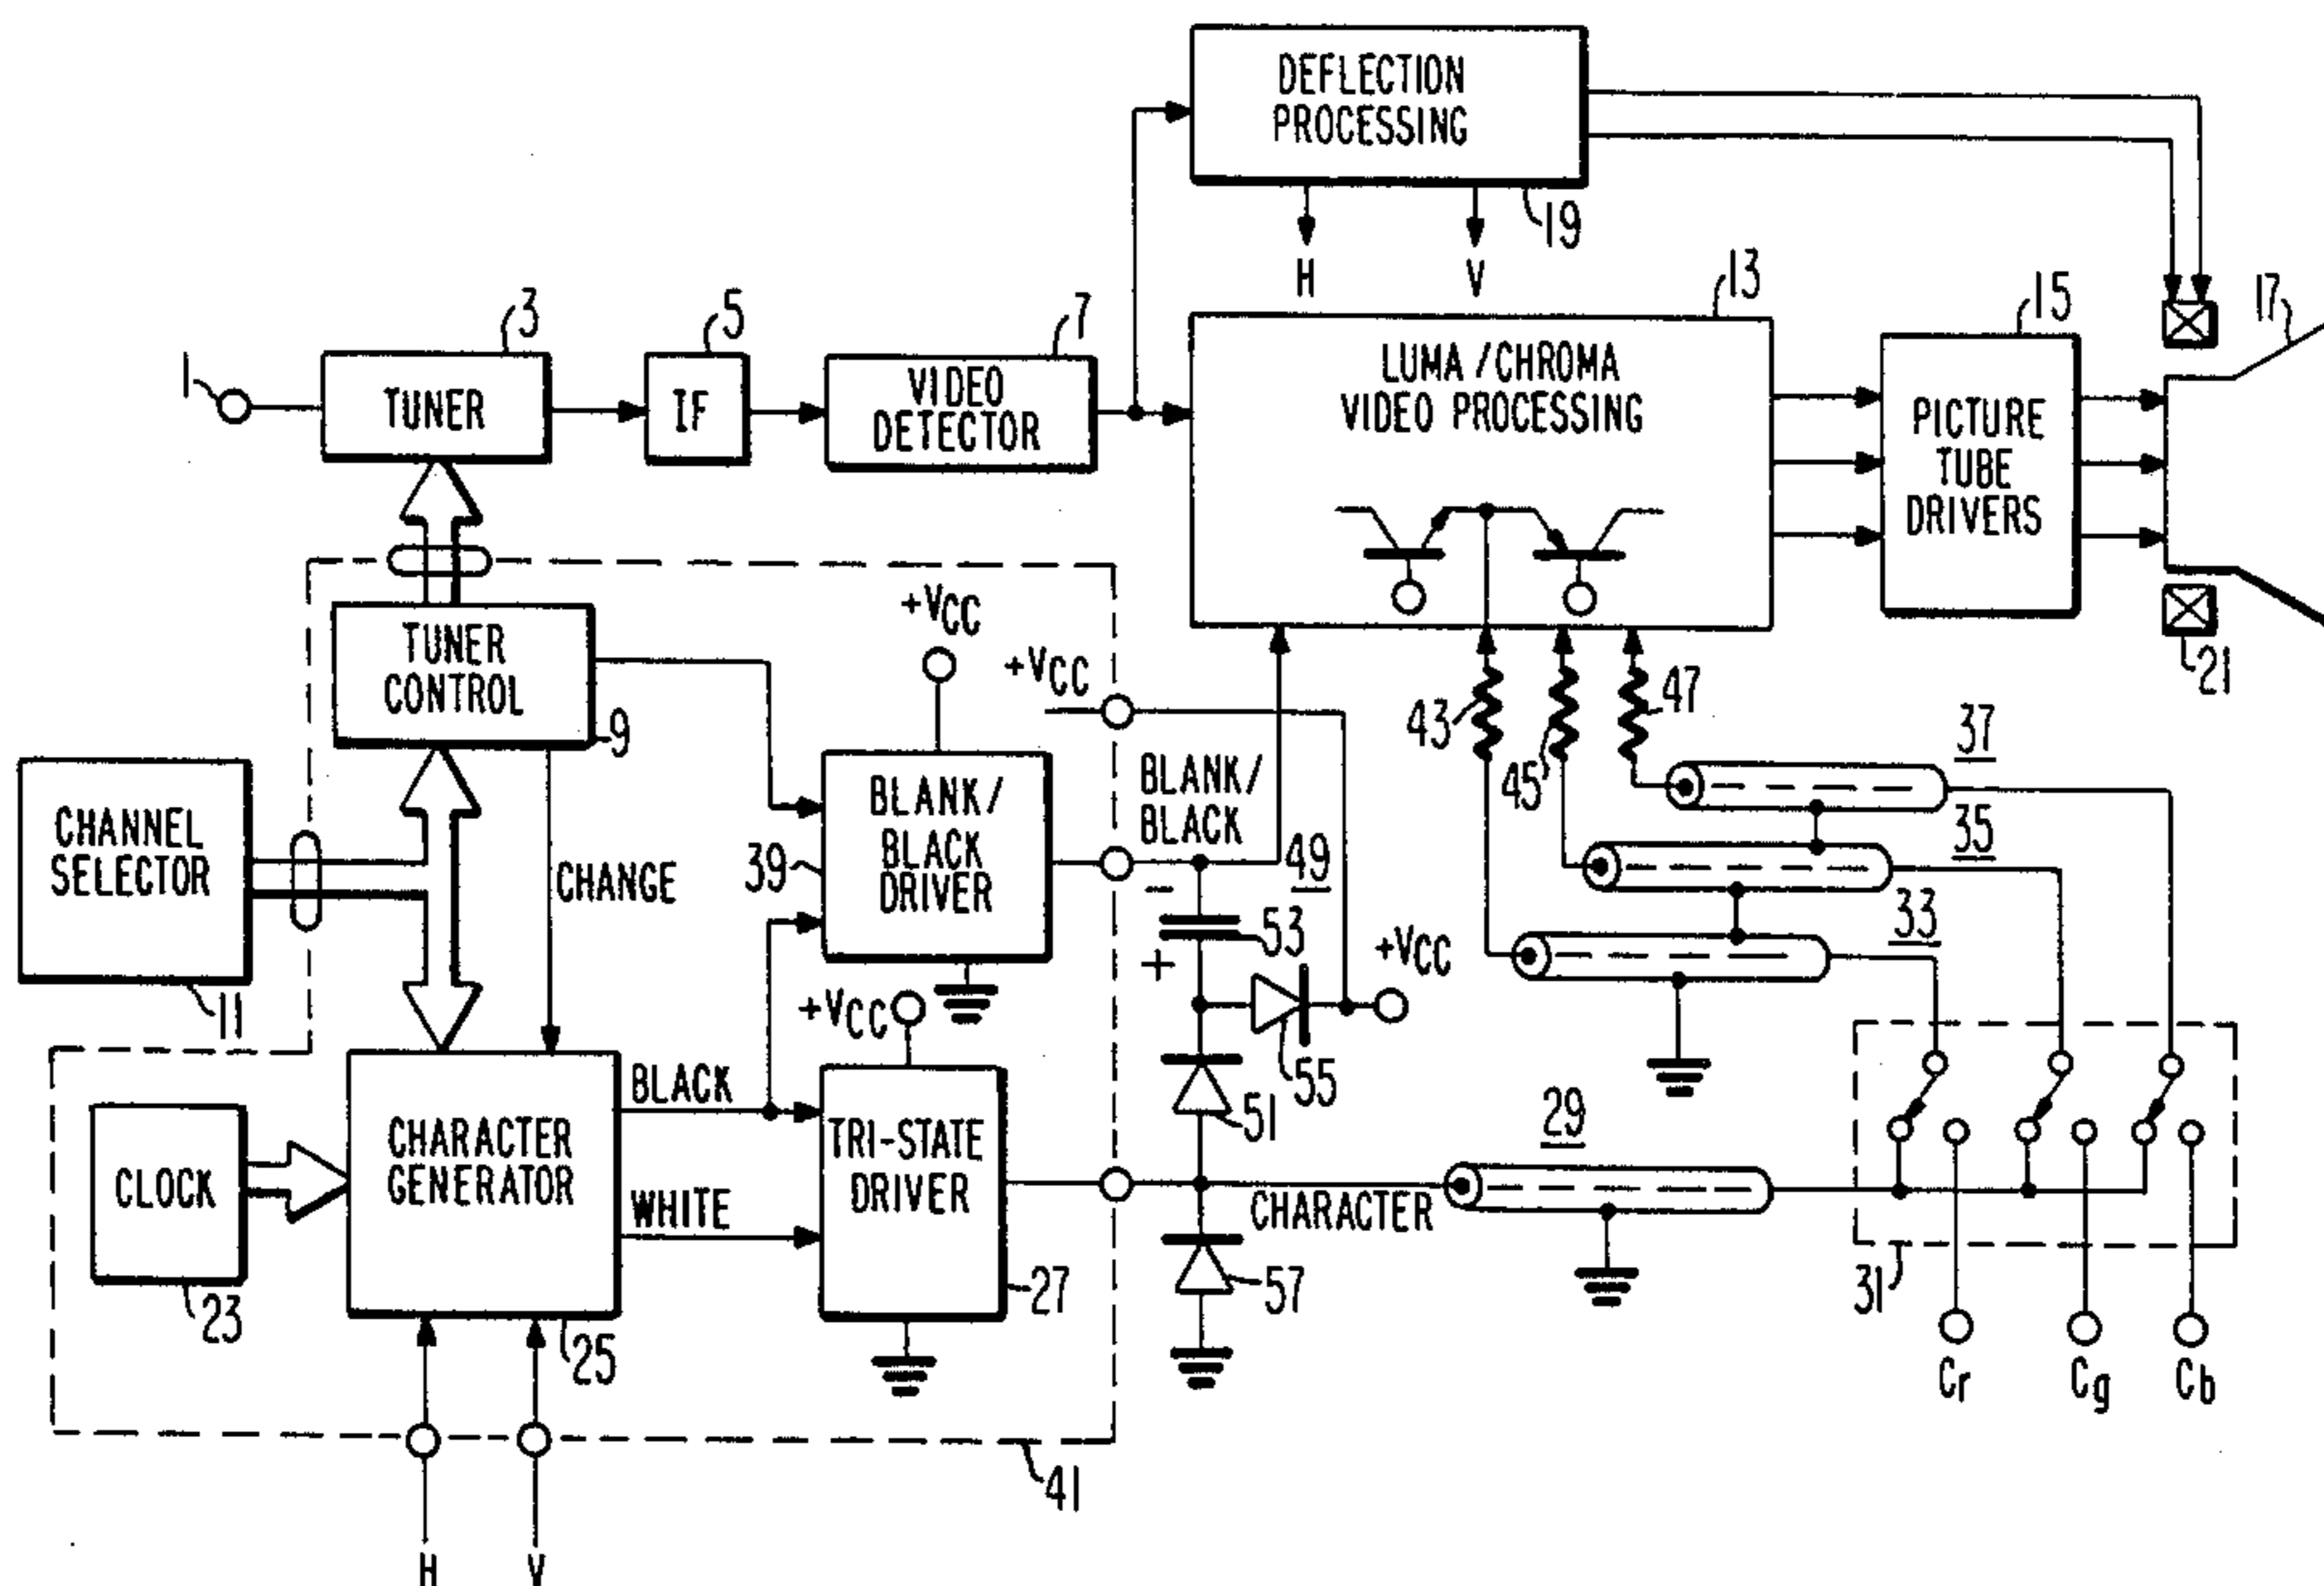 DEFLECTION
PROCESSING
19
H
V
1
3
TUNER
5
IF
7
VIDEO
DETECTOR
13
LUMA / CHROMA
VIDEO PROCESSING
15
PICTURE
TUBE
DRIVERS
17
21
TUNER
CONTROL
9
+VCC
+VCC
43
45
47
37
35
33
CHANNEL
SELECTOR
11
CHANGE
39
BLANK/
BLACK
DRIVER
BLANK/
BLACK
49
-
53
+
+VCC
55
51
+VCC
CLOCK
23
CHARACTER
GENERATOR
25
BLACK
WHITE
TRI-STATE
DRIVER
27
CHARACTER
29
57
31
Cr
Cg
Cb
41
H
V